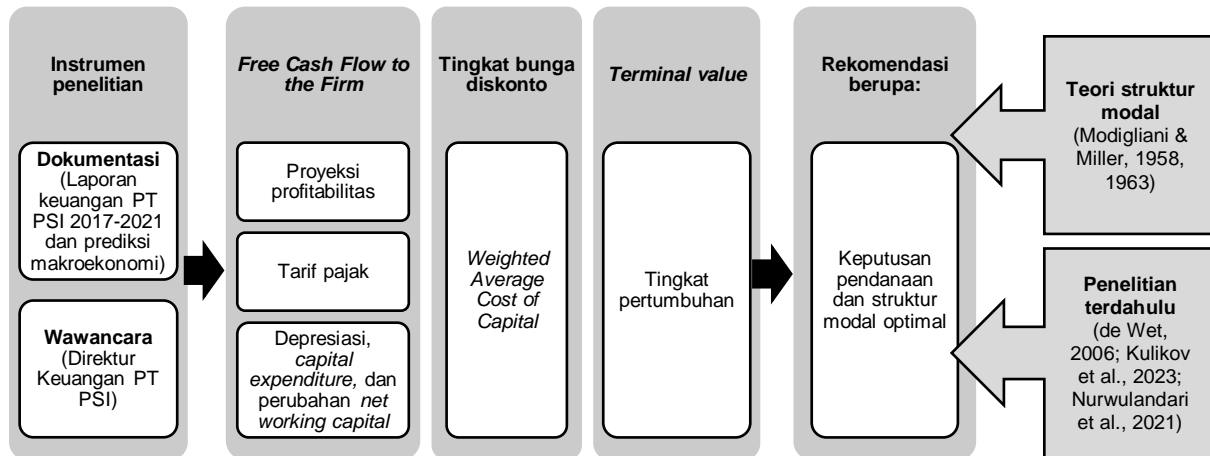 Instrumen
penelitian
Dokumentasi
(Laporan
keuangan PT
PSI 2017-2021
dan prediksi
makroekonomi)
Wawancara
(Direktur
Keuangan PT
PSI)
Free Cash Flow to
the Firm
Proyeksi
profitabilitas
Tarif pajak
Depresiasi,
capital
expenditure, dan
perubahan net
working capital
Tingkat bunga
diskonto
Weighted
Average
Cost of
Capital
Terminal value
Tingkat
pertumbuhan
Rekomendasi
berupa:
Keputusan
pendanaan
dan struktur
modal optimal
Teori struktur
modal
(Modigliani &
Miller, 1958,
1963)
Penelitian
terdahulu
(de Wet,
2006; Kulikov
et al., 2023;
Nurwulandari
et al., 2021)